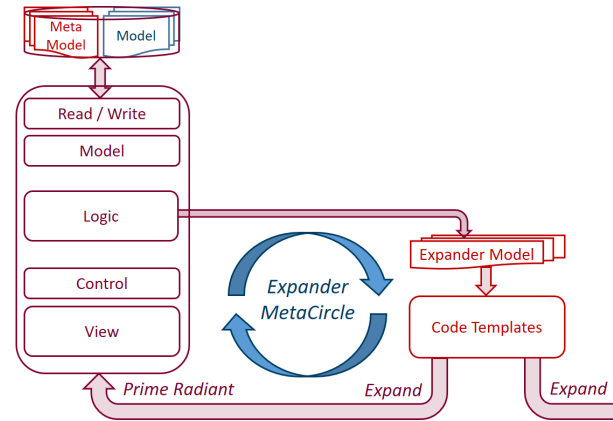 Meta
Model
Model
Read / Write
Model
Logic
Control
View
Expander
MetaCircle
Expander Model
Code Templates
Prime Radiant
Expand
Expand